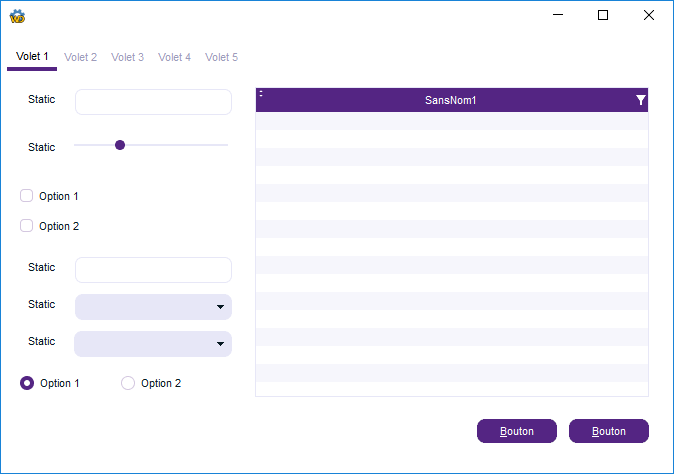 Volet 1 Volet 2 Volet 3 Volet 4 Volet 5
Static
SansNom1
Static
Option 1
Option 2
Static
Static
Static
Option 1 Option 2
Bouton Bouton